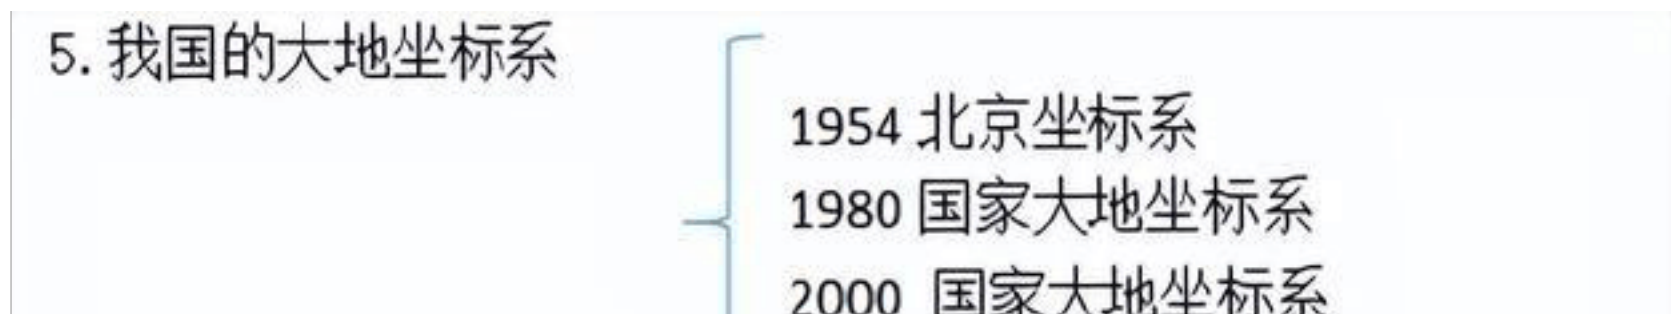 5. 我国的大地坐标系
1954 北京坐标系
1980 国家大地坐标系
2000 国家大地坐标系